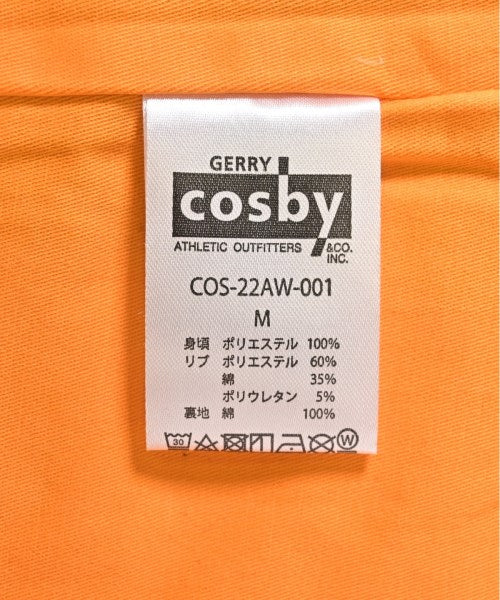 GERRY
cosby
ATHLETIC OUTFITTERS &CO. INC.
COS-22AW-001
M
身頃 ポリエステル 100%
リブ ポリエステル 60%
綿 35%
ポリウレタン 5%
裏地 綿 100%
30 W